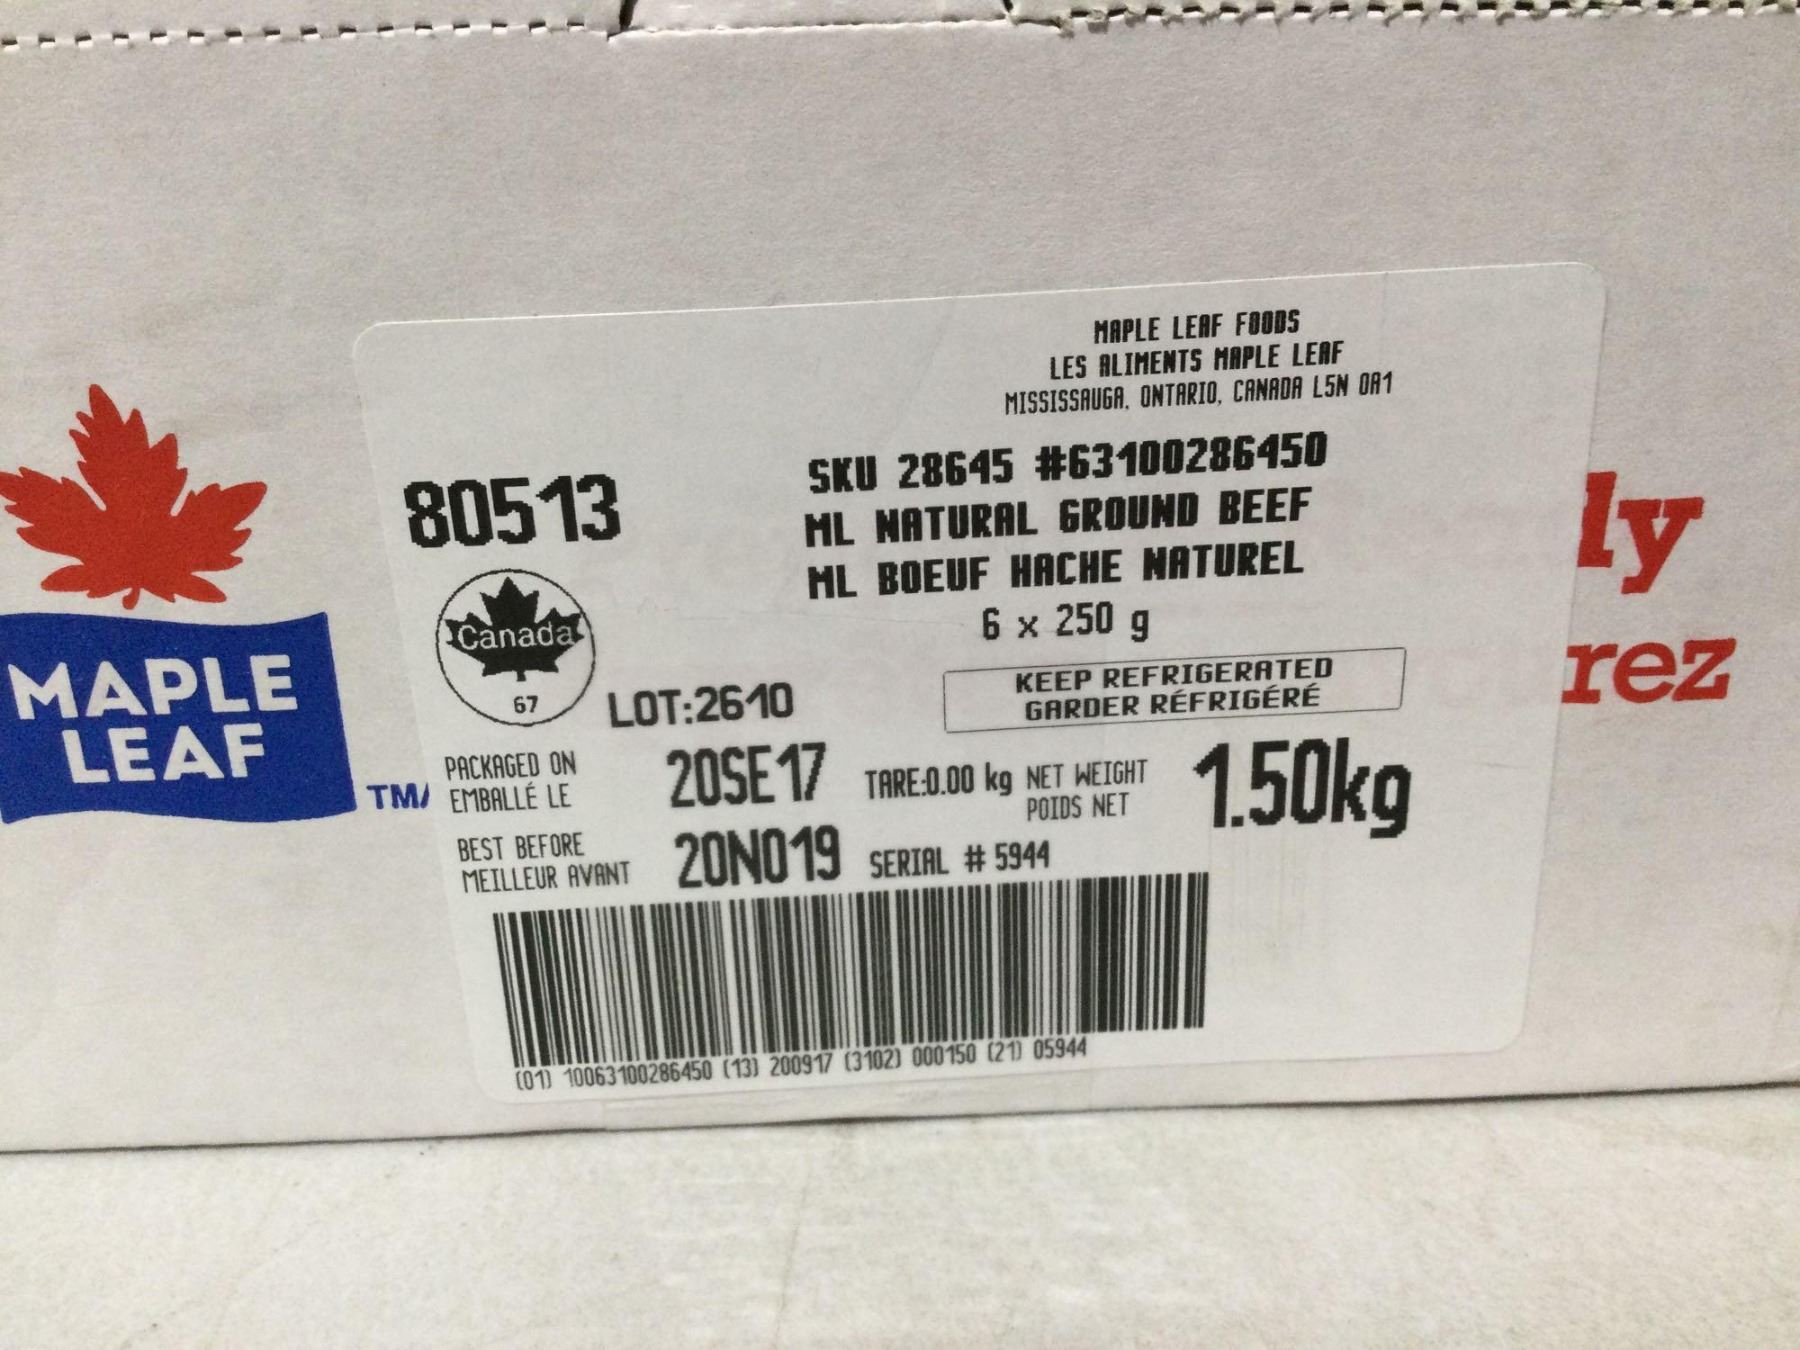 MAPLE LEAF FOODS
LES ALIMENTS MAPLE LEAF
MISSISSAUGA, ONTARIO, CANADA L5N 0A1
80513
SKU 28645 #63100286450
ML NATURAL GROUND BEEF
ML BOEUF HACHE NATUREL
6 x 250 g
Canada
67
LOT:2610
KEEP REFRIGERATED
GARDER RÉFRIGÉRÉ
PACKAGED ON
EMBALLÉ LE
20SE17
TARE:0.00 kg
NET WEIGHT
POIDS NET
1.50kg
BEST BEFORE
MEILLEUR AVANT
20NO19
SERIAL # 5944
(01) 10063100286450 (13) 200917 (3102) 000150 (21) 05944
MAPLE
LEAF
TM/
ly
rez